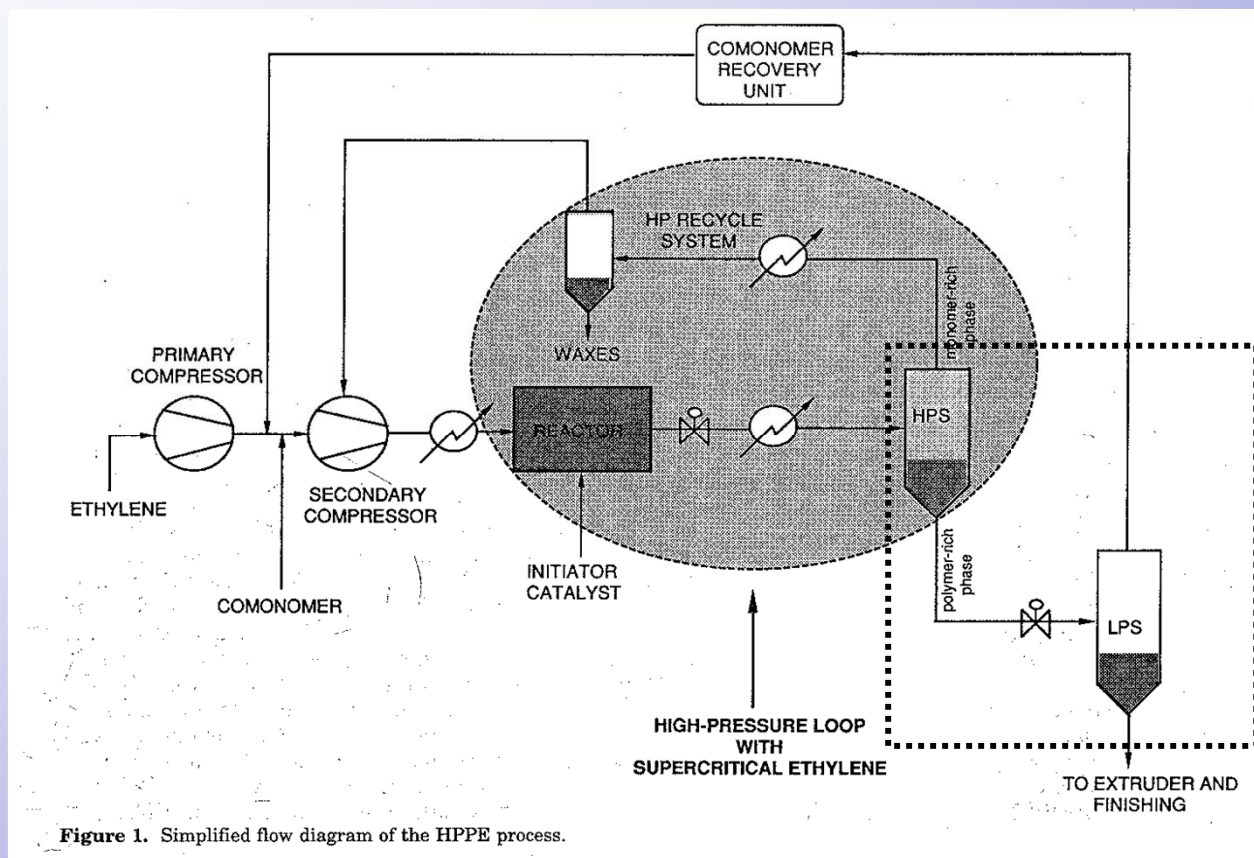 COMONOMER
RECOVERY
UNIT
HP RECYCLE
SYSTEM
monomer-rich
phase
WAXES
PRIMARY
COMPRESSOR
HPS
REACTOR
ETHYLENE
SECONDARY
COMPRESSOR
INITIATOR
CATALYST
polymer-rich
phase
COMONOMER
LPS
HIGH-PRESSURE LOOP
WITH
SUPERCRITICAL ETHYLENE
TO EXTRUDER AND
FINISHING
Figure 1. Simplified flow diagram of the HPPE process.